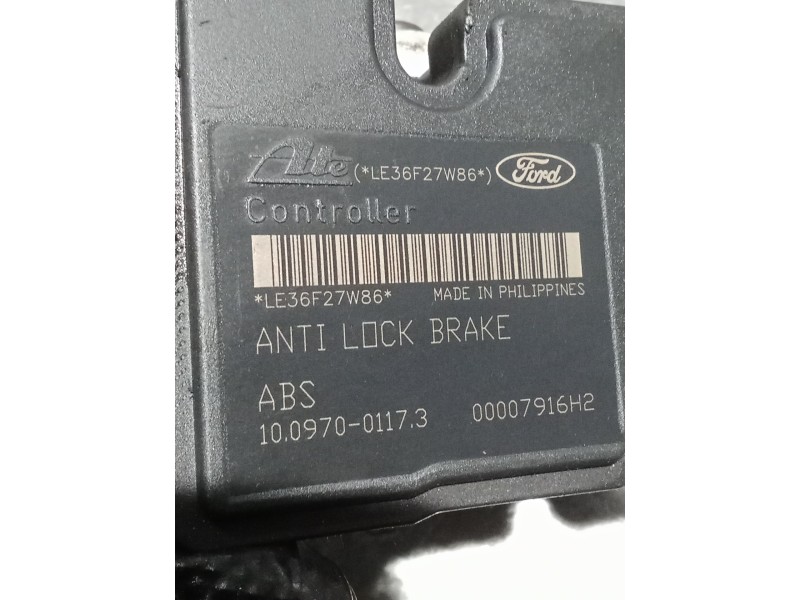 Ate (*LE36F27W86*) Ford
Controller
*LE36F27W86* MADE IN PHILIPPINES
ANTI LOCK BRAKE
ABS
10.0970-0117.3 00007916H2